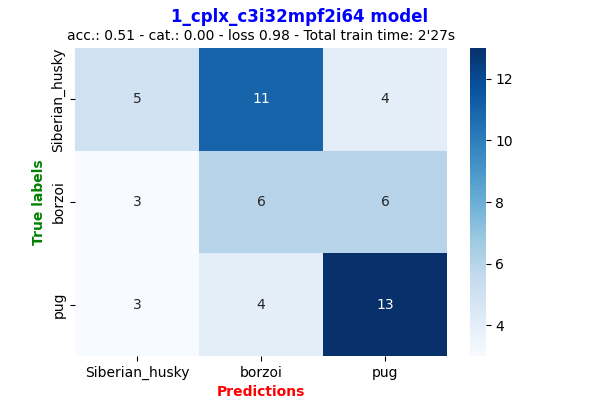 1_cplx_c3i32mpf2i64 model
acc.: 0.51 - cat.: 0.00 - loss 0.98 - Total train time: 2'27s
True labels
Siberian_husky
5 11 4
borzoi
3 6 6
pug
3 4 13
Siberian_husky borzoi pug
Predictions
12
10
8
6
4